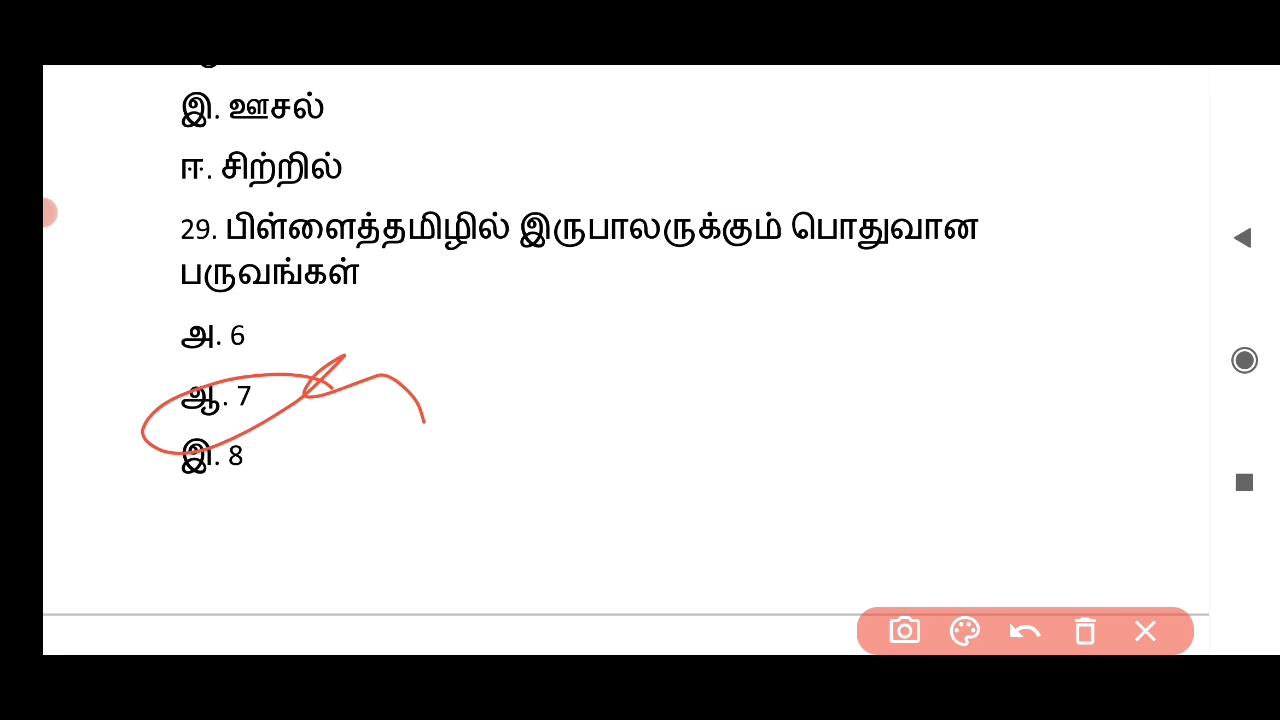 இ. ஊசல்
ஈ. சிற்றில்
29. பிள்ளைத்தமிழில் இருபாலருக்கும் பொதுவான
பருவங்கள்
அ. 6
ஆ. 7
இ. 8